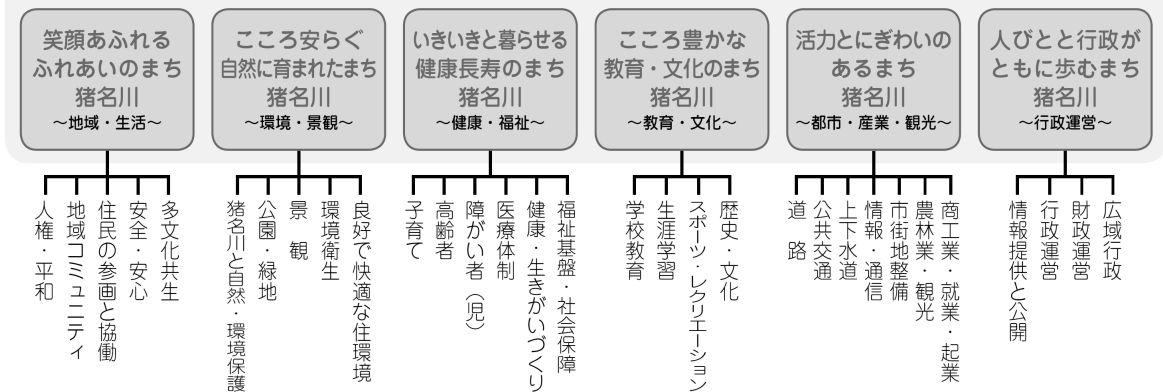 笑顔あふれる
ふれあいのまち
猪名川
～地域・生活～
人権・平和
地域コミュニティ
住民の参画と協働
安全・安心
多文化共生
こころ安らぐ
自然に育まれたまち
猪名川
～環境・景観～
猪名川と自然・環境保護
公園・緑地
景　観
環境衛生
良好で快適な住環境
いきいきと暮らせる
健康長寿のまち
猪名川
～健康・福祉～
子育て
高齢者
障がい者（児）
医療体制
健康・生きがいづくり
福祉基盤・社会保障
こころ豊かな
教育・文化のまち
猪名川
～教育・文化～
学校教育
生涯学習
スポーツ・レクリエーション
歴史・文化
活力とにぎわいの
あるまち
猪名川
～都市・産業・観光～
道　路
公共交通
上下水道
情報・通信
市街地整備
農林業・観光
商工業・就業・起業
人びとと行政が
ともに歩むまち
猪名川
～行政運営～
情報提供と公開
行政運営
財政運営
広域行政